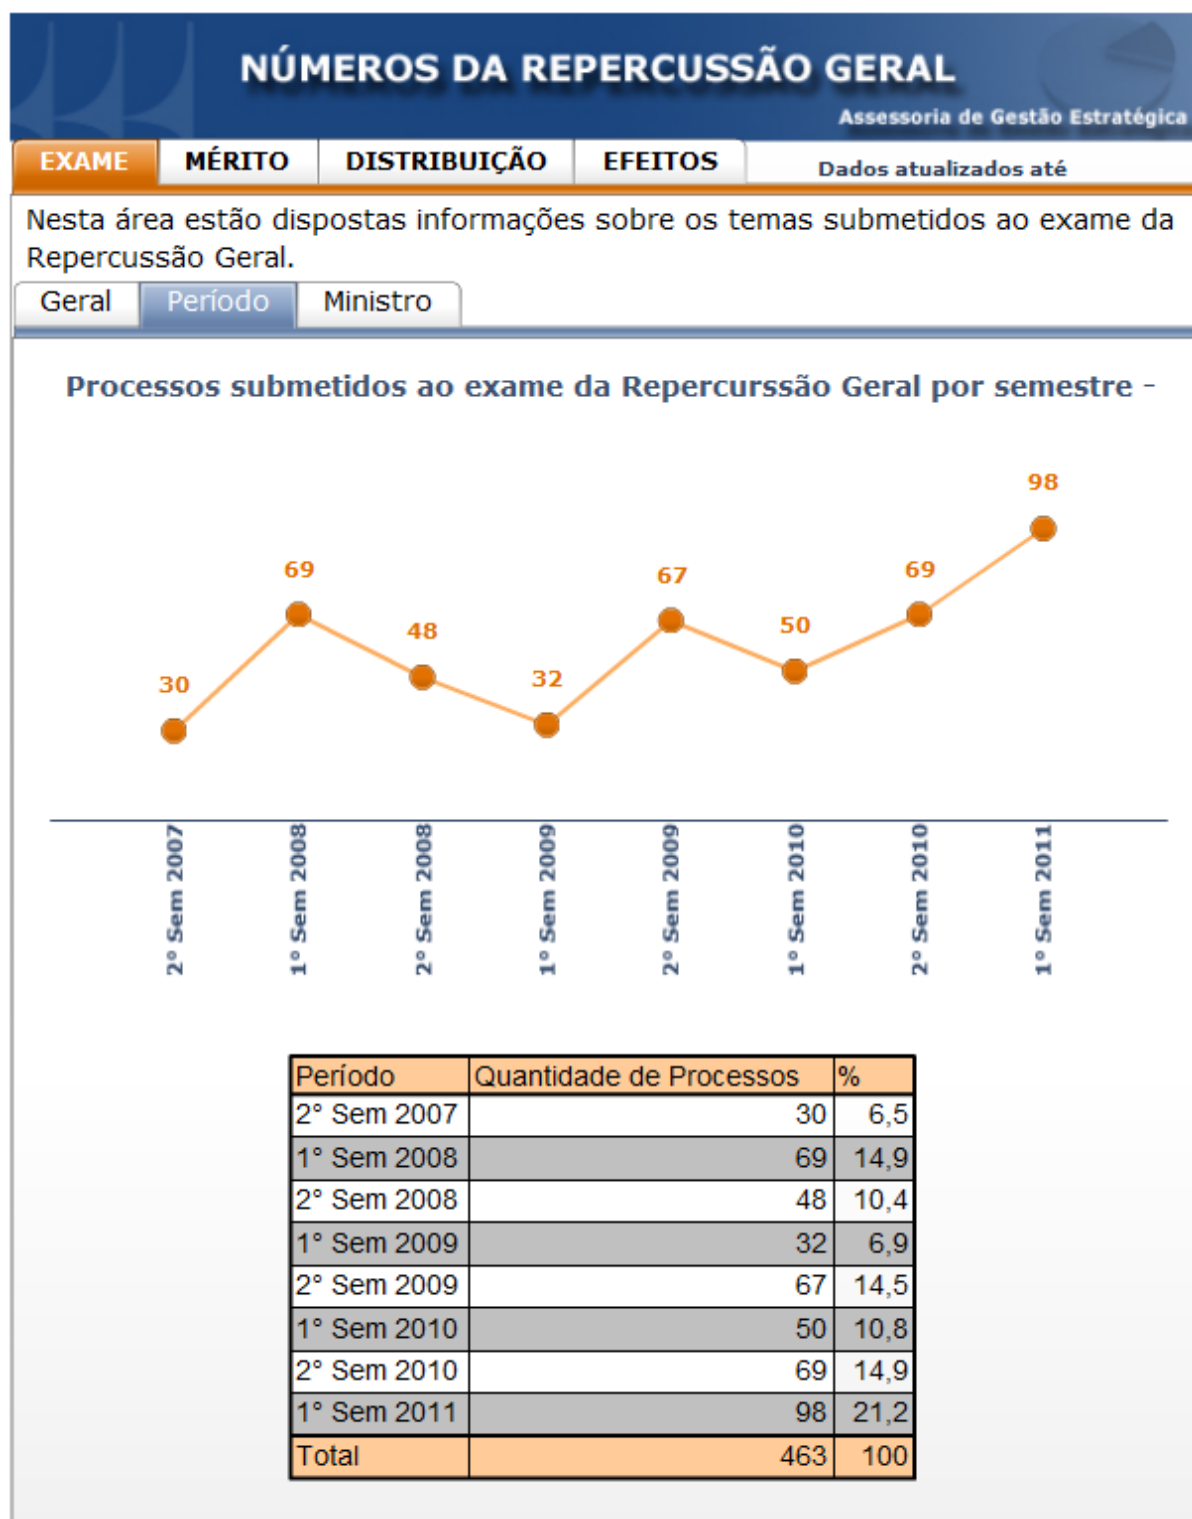 NÚMEROS DA REPERCUSSÃO GERAL
Assessoria de Gestão Estratégica
EXAME MÉRITO DISTRIBUIÇÃO EFEITOS Dados atualizados até
Nesta área estão dispostas informações sobre os temas submetidos ao exame da
Repercussão Geral.
Geral Período Ministro
Processos submetidos ao exame da Repercurssão Geral por semestre -
98
69
69
67
50
48
32
30
2° Sem 2007
1° Sem 2008
2° Sem 2008
1° Sem 2009
2° Sem 2009
1° Sem 2010
2° Sem 2010
1° Sem 2011
Período Quantidade de Processos %
2° Sem 2007 30 6,5
1° Sem 2008 69 14,9
2° Sem 2008 48 10,4
1° Sem 2009 32 6,9
2° Sem 2009 67 14,5
1° Sem 2010 50 10,8
2° Sem 2010 69 14,9
1° Sem 2011 98 21,2
Total 463 100